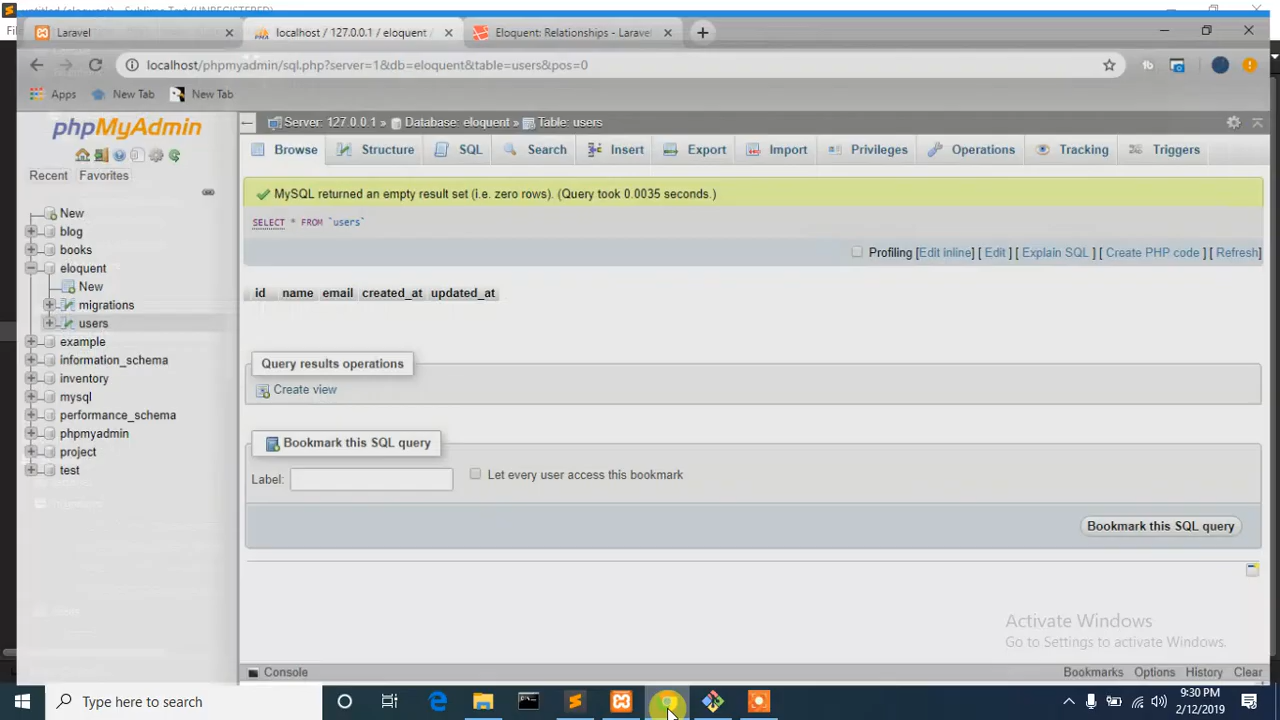 untitled (eloquent) - Sublime Text (UNREGISTERED)
Laravel
localhost / 127.0.0.1 / eloquent /
Eloquent: Relationships - Laravel
localhost/phpmyadmin/sql.php?server=1&db=eloquent&table=users&pos=0
Apps
New Tab
New Tab
phpMyAdmin
Server: 127.0.0.1 » Database: eloquent » Table: users
Browse
Structure
SQL
Search
Insert
Export
Import
Privileges
Operations
Tracking
Triggers
Recent
Favorites
MySQL returned an empty result set (i.e. zero rows). (Query took 0.0035 seconds.)
SELECT * FROM `users`
Profiling [Edit inline] [ Edit ] [ Explain SQL ] [ Create PHP code ] [ Refresh]
New
blog
books
eloquent
New
migrations
users
example
information_schema
inventory
mysql
performance_schema
phpmyadmin
project
test
id name email created_at updated_at
Query results operations
Create view
Bookmark this SQL query
Label:
Let every user access this bookmark
Bookmark this SQL query
Activate Windows
Go to Settings to activate Windows.
Console
Bookmarks Options History Clear
Type here to search
9:30 PM
2/12/2019